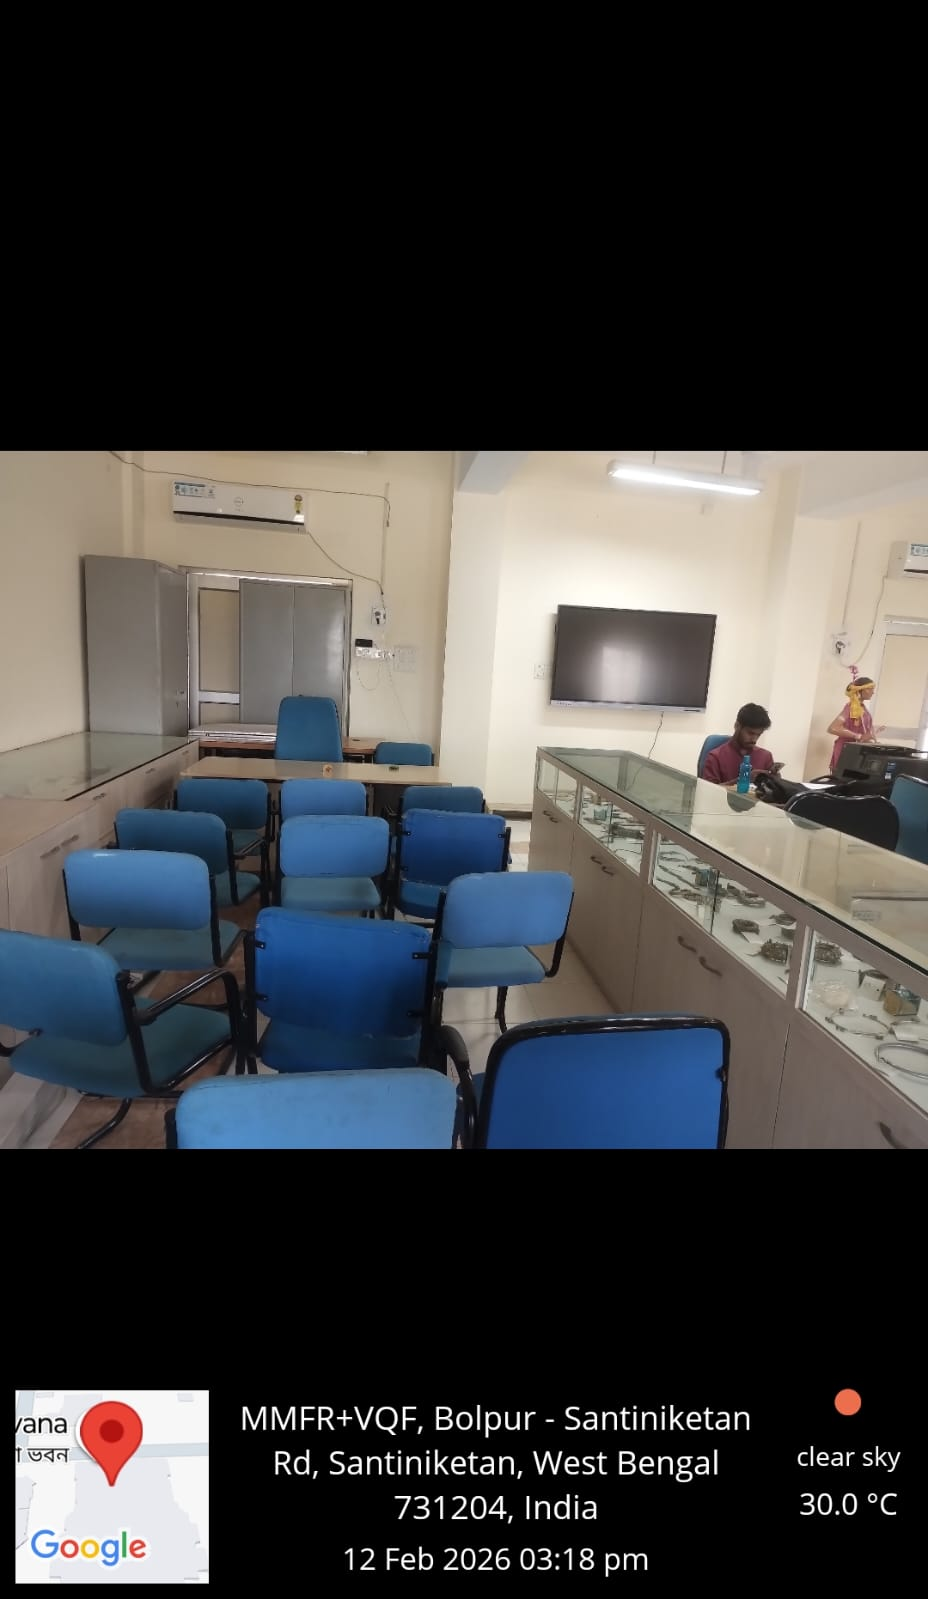 vana
ভবন
Google
MMFR+VQF, Bolpur - Santiniketan
Rd, Santiniketan, West Bengal
731204, India
12 Feb 2026 03:18 pm
clear sky
30.0 °C